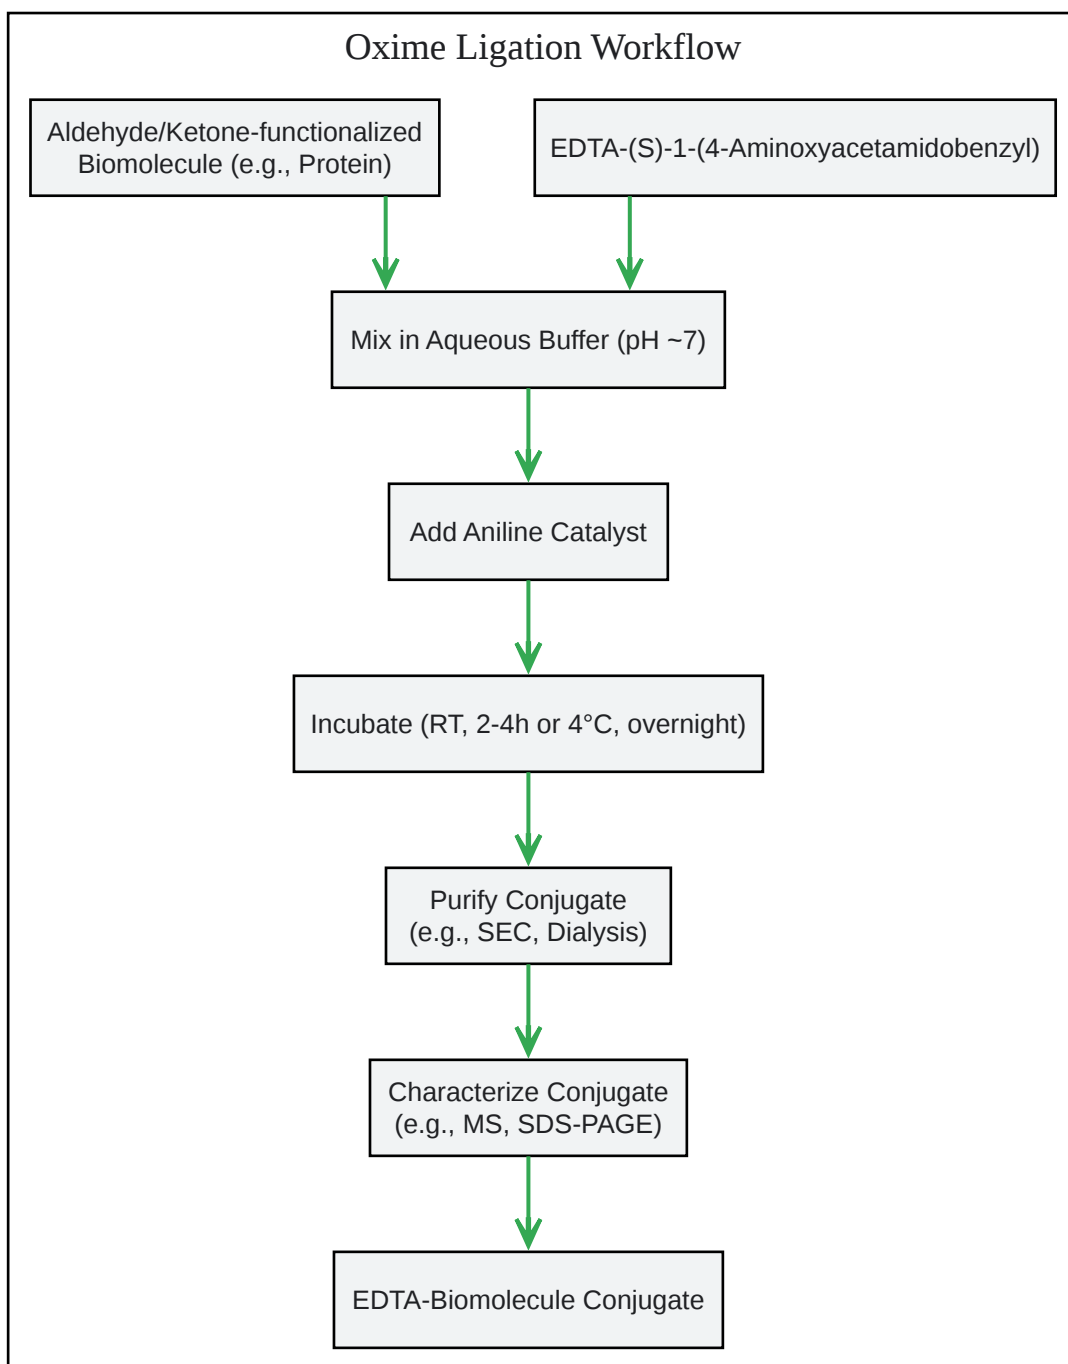 Oxime Ligation Workflow
Aldehyde/Ketone-functionalized
Biomolecule (e.g., Protein)
EDTA-(S)-1-(4-Aminoxyacetamidobenzyl)
Mix in Aqueous Buffer (pH ~7)
Add Aniline Catalyst
Incubate (RT, 2-4h or 4°C, overnight)
Purify Conjugate
(e.g., SEC, Dialysis)
Characterize Conjugate
(e.g., MS, SDS-PAGE)
EDTA-Biomolecule Conjugate